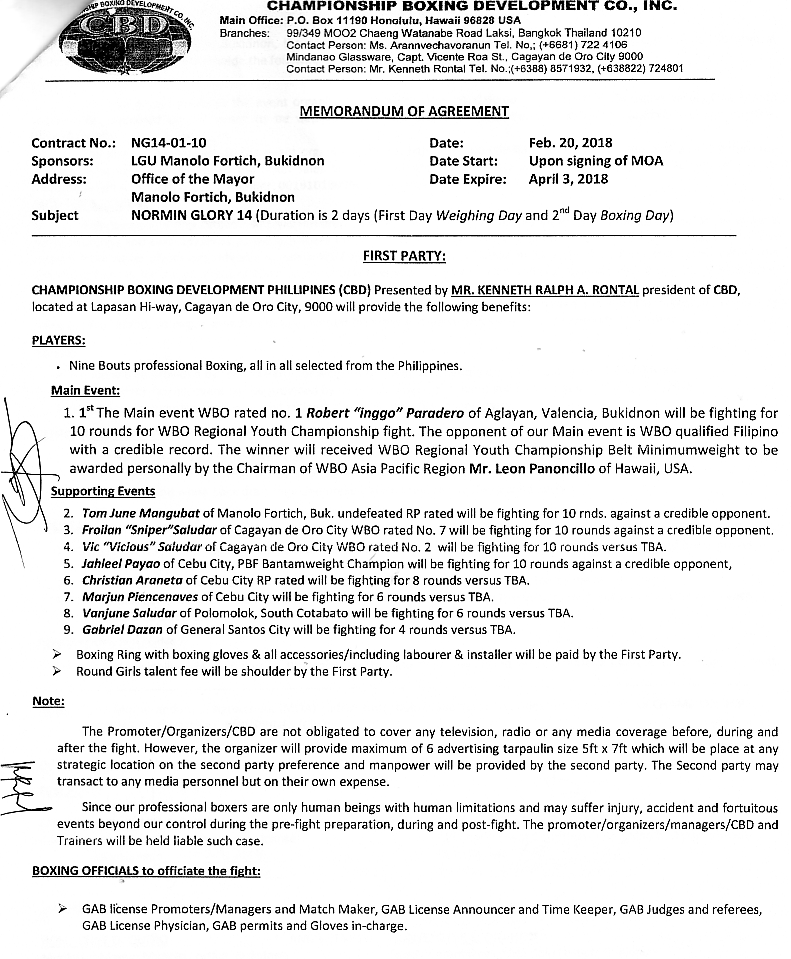 CHAMPIONSHIP BOXING DEVELOPMENT CO., INC.
Main Office: P.O. Box 11190 Honolulu, Hawaii 96828 USA
Branches: 99/349 MOO2 Chaeng Watanabe Road Laksi, Bangkok Thailand 10210
Contact Person: Ms. Arannvechavoranun Tel. No,; (+6681) 722 4106
Mindanao Glassware, Capt. Vicente Roa St., Cagayan de Oro City 9000
Contact Person: Mr. Kenneth Rontal Tel. No.;(+6388) 8571932, (+638822) 724801
CBD
MEMORANDUM OF AGREEMENT
Contract No.: NG14-01-10 Date: Feb. 20, 2018
Sponsors: LGU Manolo Fortich, Bukidnon Date Start: Upon signing of MOA
Address: Office of the Mayor Date Expire: April 3, 2018
Manolo Fortich, Bukidnon
Subject NORMIN GLORY 14 (Duration is 2 days (First Day Weighing Day and 2nd Day Boxing Day)
FIRST PARTY:
CHAMPIONSHIP BOXING DEVELOPMENT PHILLIPINES (CBD) Presented by MR. KENNETH RALPH A. RONTAL president of CBD,
located at Lapasan Hi-way, Cagayan de Oro City, 9000 will provide the following benefits:
PLAYERS:
• Nine Bouts professional Boxing, all in all selected from the Philippines.
Main Event:
1. 1st The Main event WBO rated no. 1 Robert "inggo" Paradero of Aglayan, Valencia, Bukidnon will be fighting for
10 rounds for WBO Regional Youth Championship fight. The opponent of our Main event is WBO qualified Filipino
with a credible record. The winner will received WBO Regional Youth Championship Belt Minimumweight to be
awarded personally by the Chairman of WBO Asia Pacific Region Mr. Leon Panoncillo of Hawaii, USA.
Supporting Events
2. Tom June Mangubat of Manolo Fortich, Buk. undefeated RP rated will be fighting for 10 rnds. against a credible opponent.
3. Froilan "Sniper"Saludar of Cagayan de Oro City WBO rated No. 7 will be fighting for 10 rounds against a credible opponent.
4. Vic "Vicious" Saludar of Cagayan de Oro City WBO rated No. 2 will be fighting for 10 rounds versus TBA.
5. Jahleel Payao of Cebu City, PBF Bantamweight Champion will be fighting for 10 rounds against a credible opponent,
6. Christian Araneta of Cebu City RP rated will be fighting for 8 rounds versus TBA.
7. Marjun Piencenaves of Cebu City will be fighting for 6 rounds versus TBA.
8. Vanjune Saludar of Polomolok, South Cotabato will be fighting for 6 rounds versus TBA.
9. Gabriel Dazan of General Santos City will be fighting for 4 rounds versus TBA.
➢ Boxing Ring with boxing gloves & all accessories/including labourer & installer will be paid by the First Party.
➢ Round Girls talent fee will be shoulder by the First Party.
Note:
The Promoter/Organizers/CBD are not obligated to cover any television, radio or any media coverage before, during and
after the fight. However, the organizer will provide maximum of 6 advertising tarpaulin size 5ft x 7ft which will be place at any
strategic location on the second party preference and manpower will be provided by the second party. The Second party may
transact to any media personnel but on their own expense.
Since our professional boxers are only human beings with human limitations and may suffer injury, accident and fortuitous
events beyond our control during the pre-fight preparation, during and post-fight. The promoter/organizers/managers/CBD and
Trainers will be held liable such case.
BOXING OFFICIALS to officiate the fight:
➢ GAB license Promoters/Managers and Match Maker, GAB License Announcer and Time Keeper, GAB Judges and referees,
GAB License Physician, GAB permits and Gloves in-charge.